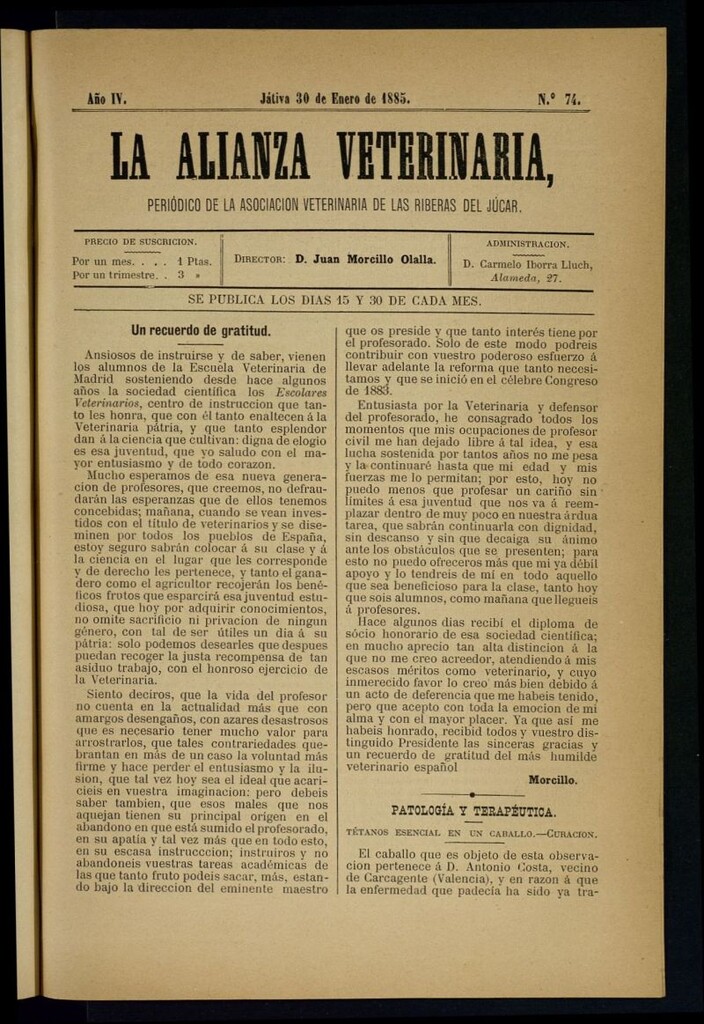 Año IV.
Játiva 30 de Enero de 1885.
N.º 74.
LA ALIANZA VETERINARIA,
PERIÓDICO DE LA ASOCIACION VETERINARIA DE LAS RIBERAS DEL JÚCAR.
PRECIO DE SUSCRICION.
Por un mes. . . . 1 Ptas.
Por un trimestre. . 3 »
DIRECTOR: D. Juan Morcillo Olalla.
ADMINISTRACION.
D. Carmelo Iborra Lluch,
Alameda, 27.
SE PUBLICA LOS DIAS 15 Y 30 DE CADA MES.
Un recuerdo de gratitud.
Ansiosos de instruirse y de saber, vienen
los alumnos de la Escuela Veterinaria de
Madrid sosteniendo desde hace algunos
años la sociedad científica los Escolares
Veterinarios, centro de instruccion que tan-
to les honra, que con él tanto enaltecen á la
Veterinaria pátria, y que tanto esplendor
dan á la ciencia que cultivan: digna de elogio
es esa juventud, que yo saludo con el ma-
yor entusiasmo y de todo corazon.
Mucho esperamos de esa nueva genera-
cion de profesores, que creemos, no defrau-
darán las esperanzas que de ellos tenemos
concebidas; mañana, cuando se vean inves-
tidos con el título de veterinarios y se dise-
minen por todos los pueblos de España,
estoy seguro sabrán colocar á su clase y á
la ciencia en el lugar que les corresponde
y de derecho les pertenece, y tanto el gana-
dero como el agricultor recojerán los bené-
ficos frutos que esparcirá esa juventud estu-
diosa, que hoy por adquirir conocimientos,
no omite sacrificio ni privacion de ningun
género, con tal de ser útiles un dia á su
pátria: solo podemos desearles que despues
puedan recoger la justa recompensa de tan
asiduo trabajo, con el honroso ejercicio de
la Veterinaria.
Siento deciros, que la vida del profesor
no cuenta en la actualidad más que con
amargos desengaños, con azares desastrosos
que es necesario tener mucho valor para
arrostrarlos, que tales contrariedades que-
brantan en más de un caso la voluntad más
firme y hace perder el entusiasmo y la ilu-
sion, que tal vez hoy sea el ideal que acari-
cieis en vuestra imaginacion: pero debeis
saber tambien, que esos males que nos
aquejan tienen su principal orígen en el
abandono en que está sumido el profesorado,
en su apatía y tal vez más que en todo esto,
en su escasa instrucccion; instruiros y no
abandoneis vuestras tareas académicas de
las que tanto fruto podeis sacar, más, estan-
do bajo la direccion del eminente maestro
que os preside y que tanto interés tiene por
el profesorado. Solo de este modo podreis
contribuir con vuestro poderoso esfuerzo á
llevar adelante la reforma que tanto necesi-
tamos y que se inició en el célebre Congreso
de 1883.
Entusiasta por la Veterinaria y defensor
del profesorado, he consagrado todos los
momentos que mis ocupaciones de profesor
civil me han dejado libre á tal idea, y esa
lucha sostenida por tantos años no me pesa
y la continuaré hasta que mi edad y mis
fuerzas me lo permitan; por esto, hoy no
puedo menos que profesar un cariño sin
límites á esa juventud que nos vá á reem-
plazar dentro de muy poco en nuestra árdua
tarea, que sabrán continuarla con dignidad,
sin descanso y sin que decaiga su ánimo
ante los obstáculos que se presenten; para
esto no puedo ofreceros más que mi ya débil
apoyo y lo tendreis de mí en todo aquello
que sea beneficioso para la clase, tanto hoy
que sois alumnos, como mañana que llegueis
á profesores.
Hace algunos dias recibí el diploma de
sócio honorario de esa sociedad científica;
en mucho aprecio tan alta distincion á la
que no me creo acreedor, atendiendo á mis
escasos méritos como veterinario, y cuyo
inmerecido favor lo creo más bien debido á
un acto de deferencia que me habeis tenido,
pero que acepto con toda la emocion de mi
alma y con el mayor placer. Ya que así me
habeis honrado, recibid todos y vuestro dis-
tinguido Presidente las sinceras gracias y
un recuerdo de gratitud del más humilde
veterinario español
Morcillo.
PATOLOGÍA Y TERAPÉUTICA.
TÉTANOS ESENCIAL EN UN CABALLO.—CURACION.
El caballo que es objeto de esta observa-
cion pertenece á D. Antonio Costa, vecino
de Carcagente (Valencia), y en razón á que
la enfermedad que padecía ha sido ya tra-